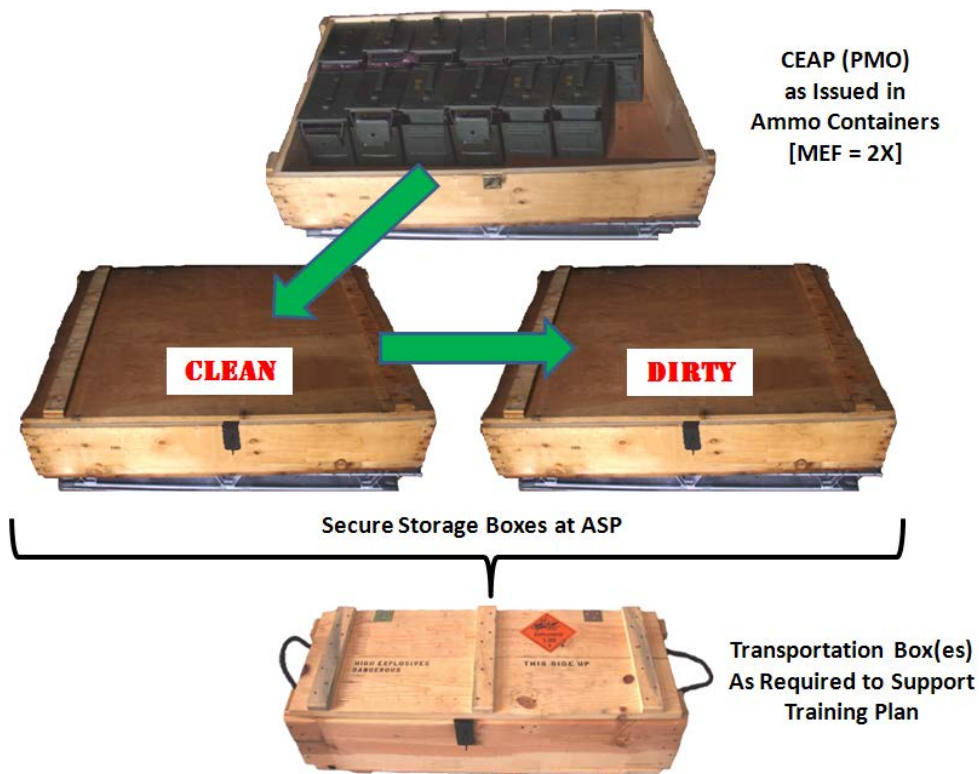 CEAP (PMO)
as Issued in
Ammo Containers
[MEF = 2X]
CLEAN
DIRTY
Secure Storage Boxes at ASP
HIGH EXPLOSIVES
DANGEROUS
THIS SIDE UP
Transportation Box(es)
As Required to Support
Training Plan